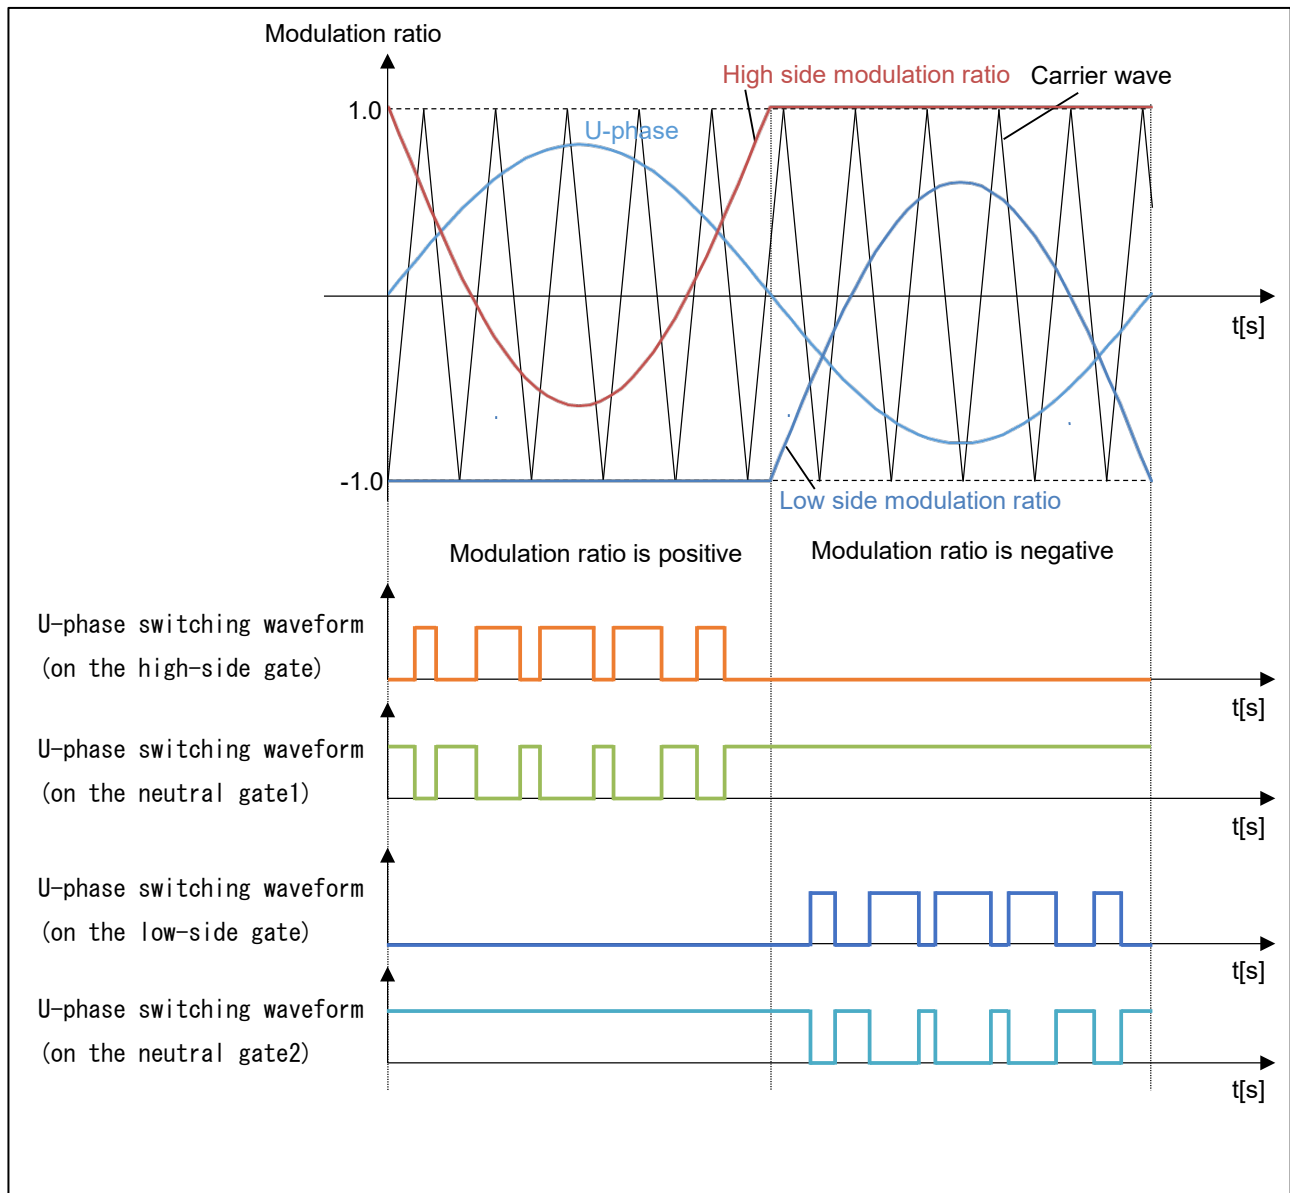 Modulation ratio
High side modulation ratio
Carrier wave
1.0
U-phase
t[s]
-1.0
Low side modulation ratio
Modulation ratio is positive
Modulation ratio is negative
U-phase switching waveform
(on the high-side gate)
t[s]
U-phase switching waveform
(on the neutral gate1)
t[s]
U-phase switching waveform
(on the low-side gate)
t[s]
U-phase switching waveform
(on the neutral gate2)
t[s]